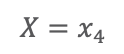 X = x₄